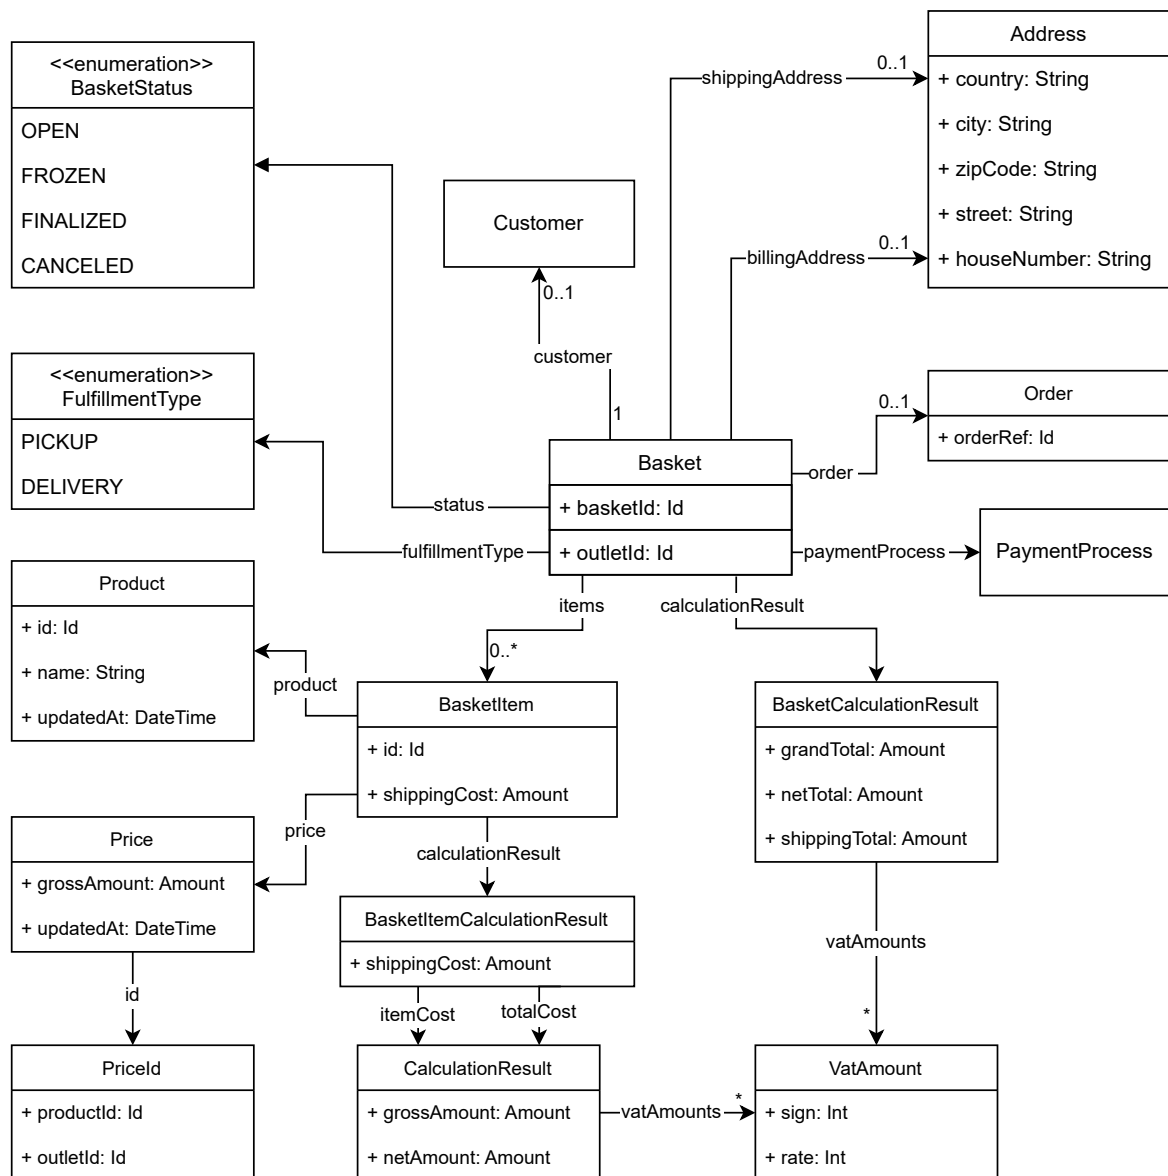 <<enumeration>>
BasketStatus
OPEN
FROZEN
FINALIZED
CANCELED
Customer
0..1
customer
1
shippingAddress
0..1
billingAddress
0..1
Address
+ country: String
+ city: String
+ zipCode: String
+ street: String
+ houseNumber: String
<<enumeration>>
FulfillmentType
PICKUP
DELIVERY
status
fulfillmentType
Basket
+ basketId: Id
+ outletId: Id
order
0..1
Order
+ orderRef: Id
paymentProcess
PaymentProcess
items
0..*
calculationResult
Product
+ id: Id
+ name: String
+ updatedAt: DateTime
product
BasketItem
+ id: Id
+ shippingCost: Amount
BasketCalculationResult
+ grandTotal: Amount
+ netTotal: Amount
+ shippingTotal: Amount
price
Price
+ grossAmount: Amount
+ updatedAt: DateTime
calculationResult
BasketItemCalculationResult
+ shippingCost: Amount
vatAmounts
*
id
itemCost
totalCost
PriceId
+ productId: Id
+ outletId: Id
CalculationResult
+ grossAmount: Amount
+ netAmount: Amount
vatAmounts
*
VatAmount
+ sign: Int
+ rate: Int